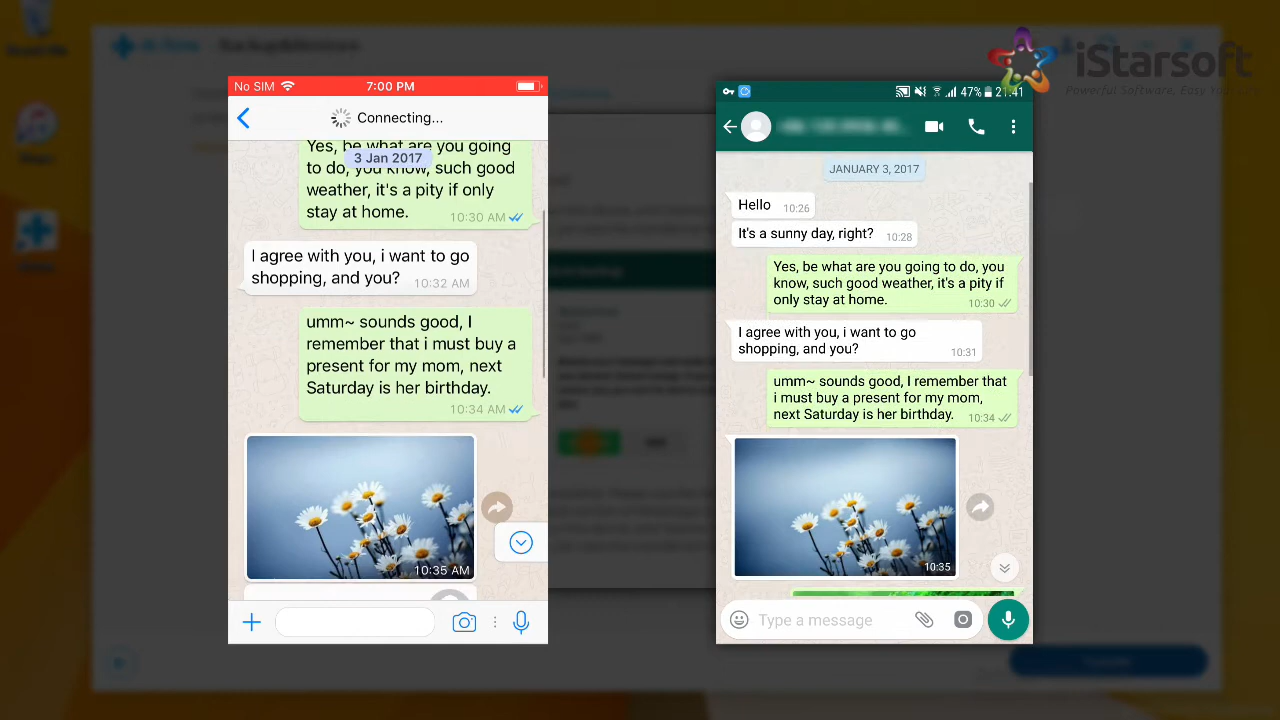 iStarsoft
Powerful Software, Easy Your Life
No SIM
7:00 PM
Connecting...
Yes, be what are you going
3 Jan 2017
to do, you know, such good
weather, it's a pity if only
stay at home.
10:30 AM
I agree with you, i want to go
shopping, and you?
10:32 AM
umm~ sounds good, I
remember that i must buy a
present for my mom, next
Saturday is her birthday.
10:34 AM
10:35 AM
47% 21:41
JANUARY 3, 2017
Hello 10:26
It's a sunny day, right? 10:28
Yes, be what are you going to do, you
know, such good weather, it's a pity if
only stay at home.
10:30
I agree with you, i want to go
shopping, and you?
10:31
umm~ sounds good, I remember that
i must buy a present for my mom,
next Saturday is her birthday.
10:34
10:35
Type a message